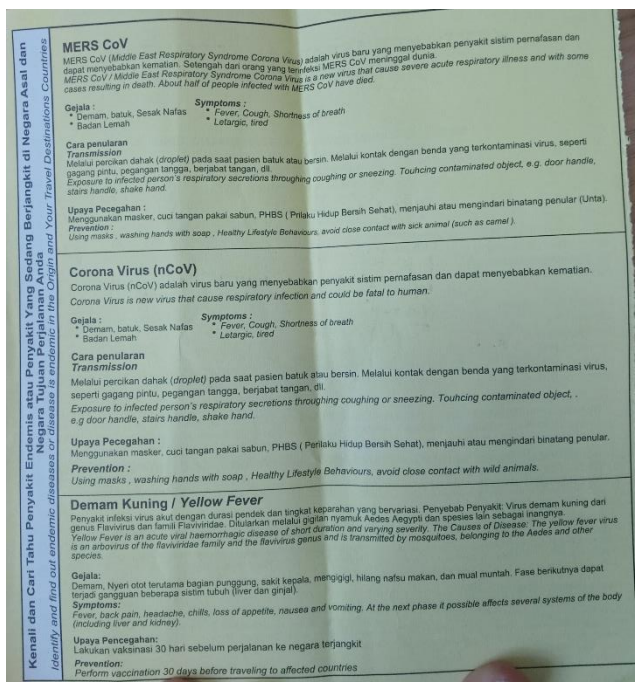 Kenali dan Cari Tahu Penyakit Endemis atau Penyakit Yang Sedang Berjangkit di Negara Asal dan
Negara Tujuan Perjalanan Anda
Identify and find out endemic diseases or disease is endemic in the Origin and Your Travel Destinations Countries
MERS CoV
MERS CoV (Middle East Respiratory Syndrome Corona Virus) adalah virus baru yang menyebabkan penyakit sistim pernafasan dan
dapat menyebabkan kematian. Setengah dari orang yang terinfeksi MERS CoV meninggal dunia.
MERS CoV / Middle East Respiratory Syndrome Corona Virus is a new virus that cause severe acute respiratory illness and with some
cases resulting in death. About half of people infected with MERS CoV have died.
Gejala :
* Demam, batuk, Sesak Nafas
* Badan Lemah
Symptoms :
* Fever, Cough, Shortness of breath
* Letargic, tired
Cara penularan
Transmission
Melalui percikan dahak (droplet) pada saat pasien batuk atau bersin. Melalui kontak dengan benda yang terkontaminasi virus, seperti
gagang pintu, pegangan tangga, berjabat tangan, dll.
Exposure to infected person's respiratory secretions throughing coughing or sneezing. Touhcing contaminated object, e.g. door handle,
stairs handle, shake hand.
Upaya Pecegahan :
Menggunakan masker, cuci tangan pakai sabun, PHBS ( Prilaku Hidup Bersih Sehat), menjauhi atau mengindari binatang penular (Unta).
Prevention :
Using masks , washing hands with soap , Healthy Lifestyle Behaviours, avoid close contact with sick animal (such as camel ).
Corona Virus (nCoV)
Corona Virus (nCoV) adalah virus baru yang menyebabkan penyakit sistim pernafasan dan dapat menyebabkan kematian.
Corona Virus is new virus that cause respiratory infection and could be fatal to human.
Gejala :
* Demam, batuk, Sesak Nafas
* Badan Lemah
Symptoms :
* Fever, Cough, Shortness of breath
* Letargic, tired
Cara penularan
Transmission
Melalui percikan dahak (droplet) pada saat pasien batuk atau bersin. Melalui kontak dengan benda yang terkontaminasi virus,
seperti gagang pintu, pegangan tangga, berjabat tangan, dll.
Exposure to infected person's respiratory secretions throughing coughing or sneezing. Touhcing contaminated object, .
e.g door handle, stairs handle, shake hand.
Upaya Pecegahan :
Menggunakan masker, cuci tangan pakai sabun, PHBS ( Perilaku Hidup Bersih Sehat), menjauhi atau mengindari binatang penular.
Prevention :
Using masks , washing hands with soap , Healthy Lifestyle Behaviours, avoid close contact with wild animals.
Demam Kuning / Yellow Fever
Penyakit infeksi virus akut dengan durasi pendek dan tingkat keparahan yang bervariasi. Penyebab Penyakit: Virus demam kuning dari
genus Flavivirus dan famili Flaviviridae. Ditularkan melalui gigitan nyamuk Aedes Aegypti dan spesies lain sebagai inangnya.
Yellow Fever is an acute viral haemorrhagic disease of short duration and varying severity. The Causes of Disease: The yellow fever virus
is an arbovirus of the flaviviridae family and the flavivirus genus and is transmitted by mosquitoes, belonging to the Aedes and other
species.
Gejala:
Demam, Nyeri otot terutama bagian punggung, sakit kepala, mengigigl, hilang nafsu makan, dan mual muntah. Fase berikutnya dapat
terjadi gangguan beberapa sistim tubuh (liver dan ginjal).
Symptoms:
Fever, back pain, headache, chills, loss of appetite, nausea and vomiting. At the next phase it possible affects several systems of the body
(including liver and kidney).
Upaya Pencegahan:
Lakukan vaksinasi 30 hari sebelum perjalanan ke negara terjangkit
Prevention:
Perform vaccination 30 days before traveling to affected countries